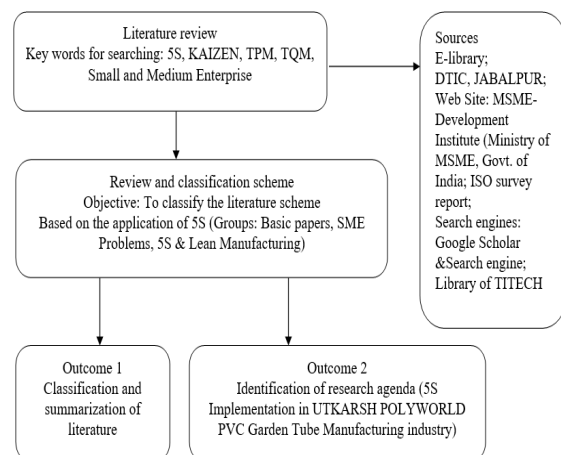 Literature review
Key words for searching: 5S, KAIZEN, TPM, TQM,
Small and Medium Enterprise
Sources
E-library;
DTIC, JABALPUR;
Web Site: MSME-
Development
Institute (Ministry of
MSME, Govt. of
India; ISO survey
report;
Search engines:
Google Scholar
&Search engine;
Library of TITECH
Review and classification scheme
Objective: To classify the literature scheme
Based on the application of 5S (Groups: Basic papers, SME
Problems, 5S & Lean Manufacturing)
Outcome 1
Classification and
summarization of
literature
Outcome 2
Identification of research agenda (5S
Implementation in UTKARSH POLYWORLD
PVC Garden Tube Manufacturing industry)